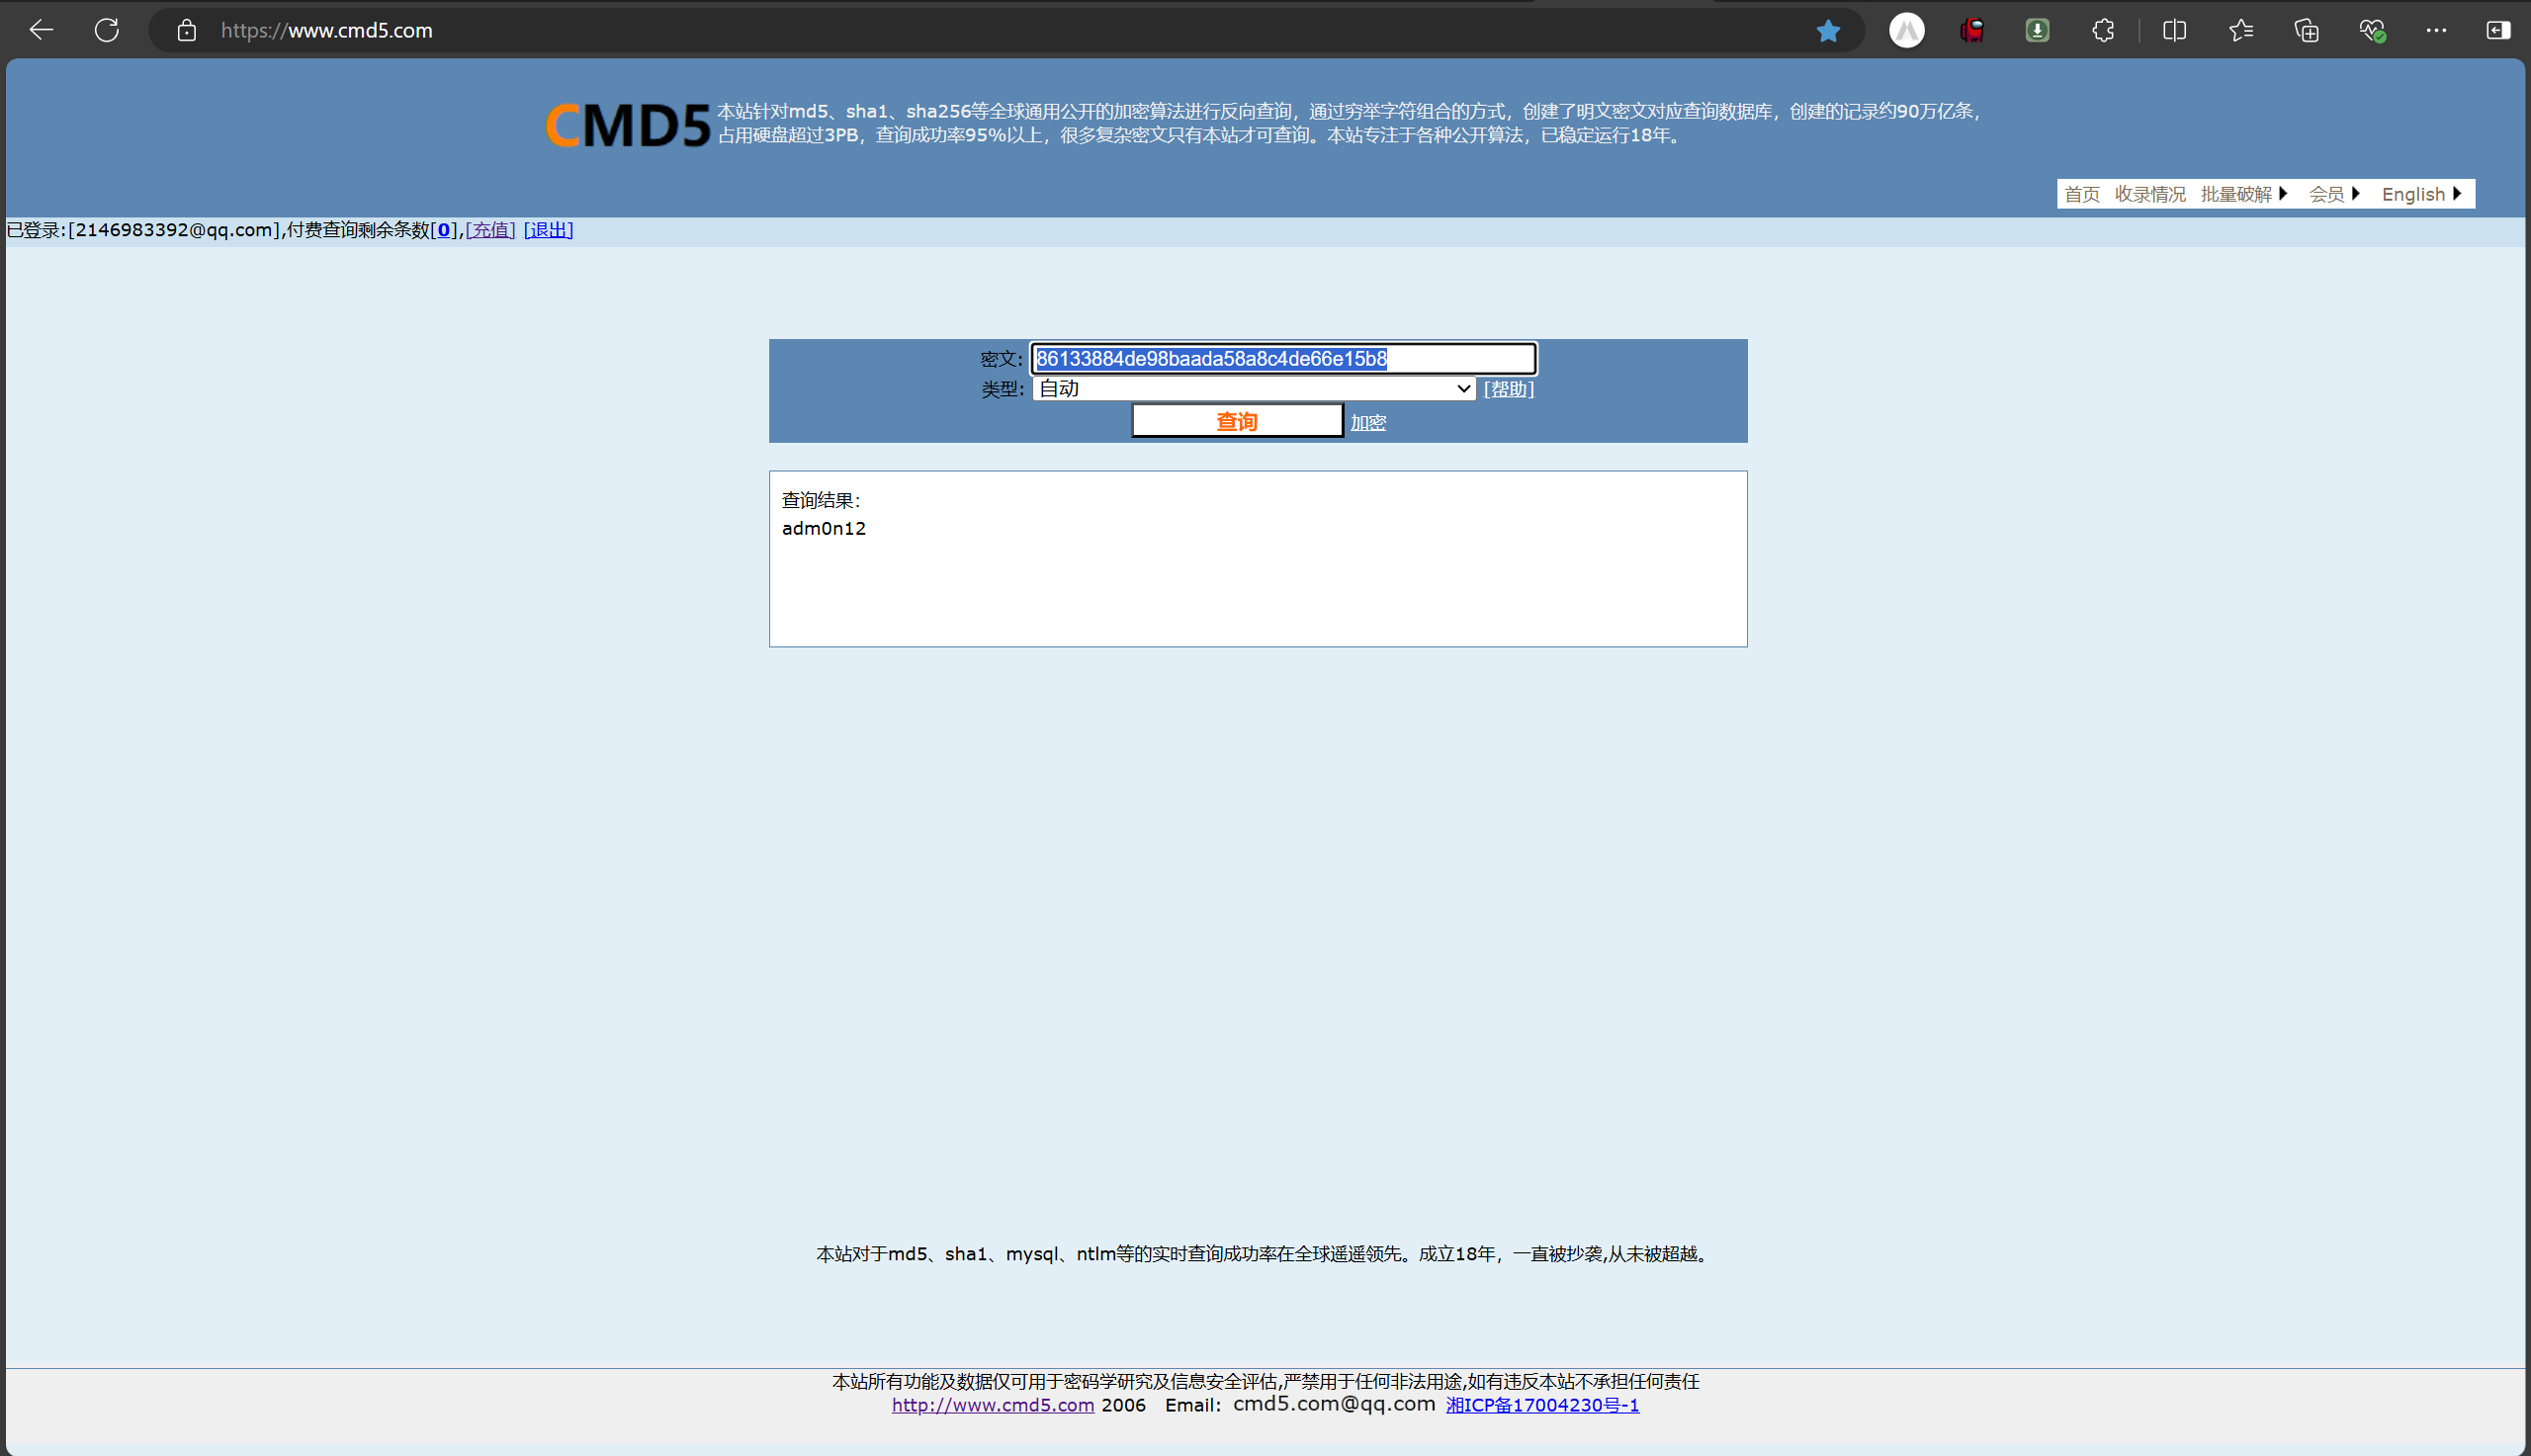 https://www.cmd5.com
CMD5
本站针对md5、sha1、sha256等全球通用公开的加密算法进行反向查询，通过穷举字符组合的方式，创建了明文密文对应查询数据库，创建的记录约90万亿条，
占用硬盘超过3PB，查询成功率95%以上，很多复杂密文只有本站才可查询。本站专注于各种公开算法，已稳定运行18年。
首页 收录情况 批量破解 会员 English
已登录:[2146983392@qq.com],付费查询剩余条数[0],[充值] [退出]
密文: 86133884de98baada58a8c4de66e15b8
类型: 自动 [帮助]
查询 加密
查询结果：
adm0n12
本站对于md5、sha1、mysql、ntlm等的实时查询成功率在全球遥遥领先。成立18年，一直被抄袭,从未被超越。
本站所有功能及数据仅可用于密码学研究及信息安全评估,严禁用于任何非法用途,如有违反本站不承担任何责任
http://www.cmd5.com 2006 Email: cmd5.com@qq.com 湘ICP备17004230号-1